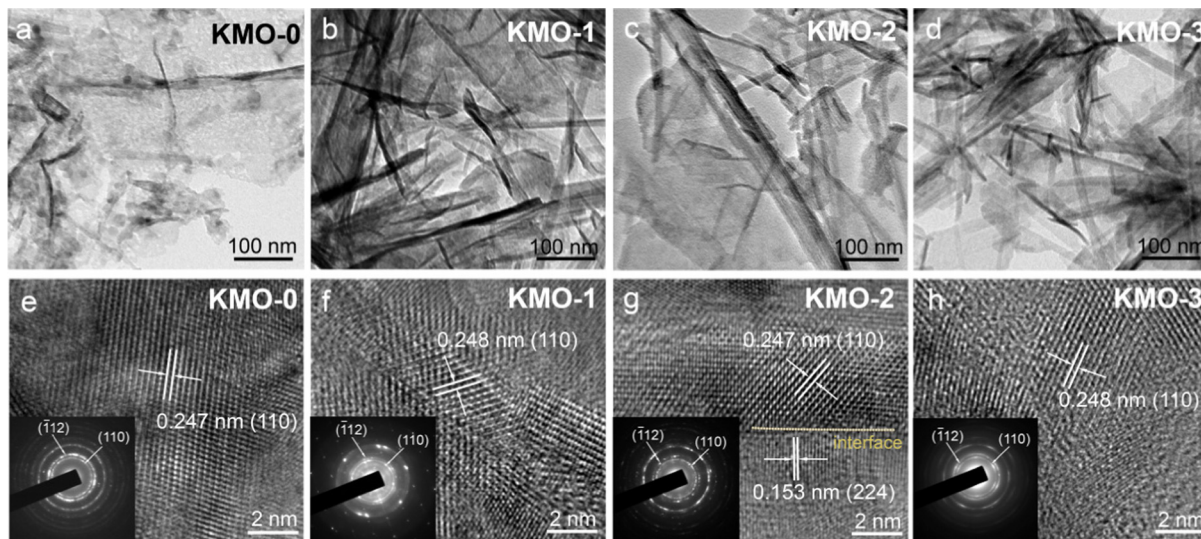 a
KMO-0
100 nm
b
KMO-1
100 nm
c
KMO-2
100 nm
d
KMO-3
100 nm
e
KMO-0
0.247 nm (110)
(1̄12)
(110)
2 nm
f
KMO-1
0.248 nm (110)
(1̄12)
(110)
2 nm
g
KMO-2
0.247 nm (110)
interface
0.153 nm (224)
(1̄12)
(110)
2 nm
h
KMO-3
0.248 nm (110)
(1̄12)
(110)
2 nm